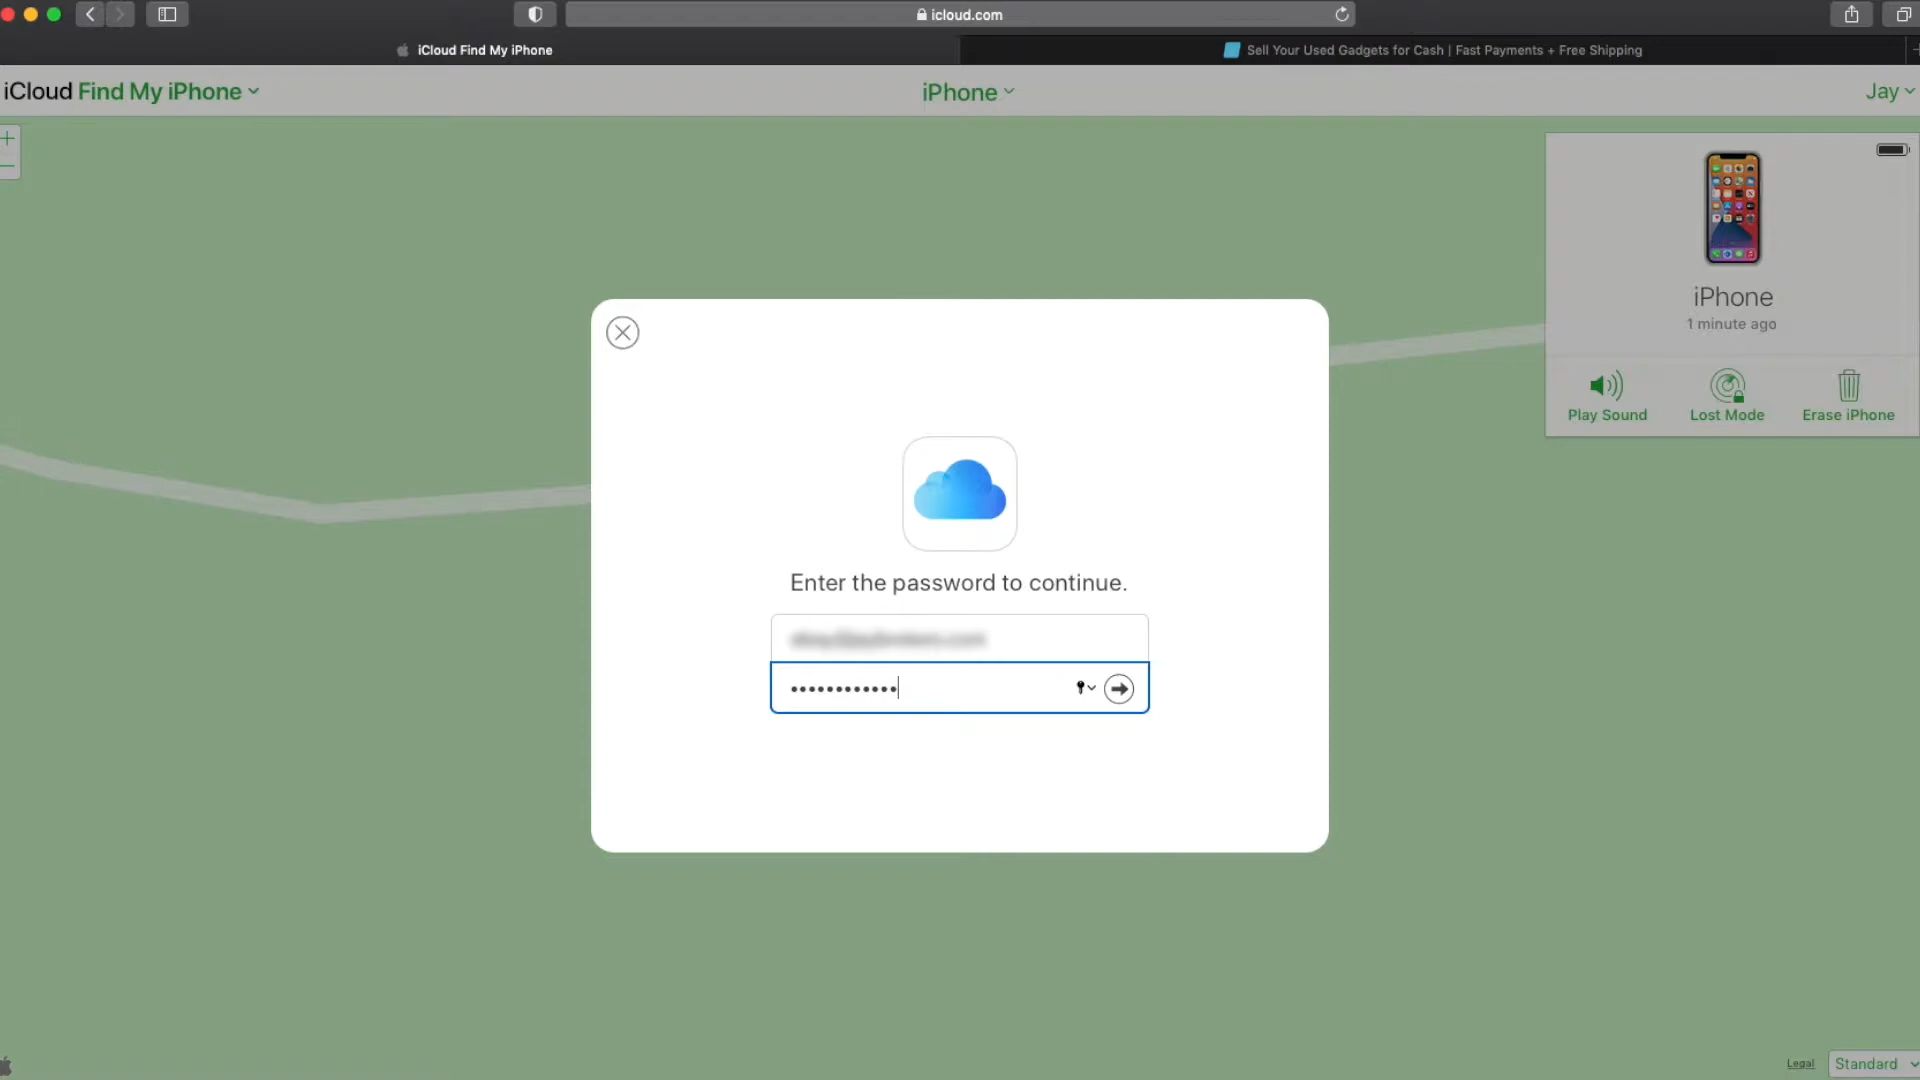 icloud.com
iCloud Find My iPhone
Sell Your Used Gadgets for Cash | Fast Payments + Free Shipping
iCloud Find My iPhone
iPhone
Jay
iPhone
1 minute ago
Play Sound
Lost Mode
Erase iPhone
Enter the password to continue.
Legal
Standard